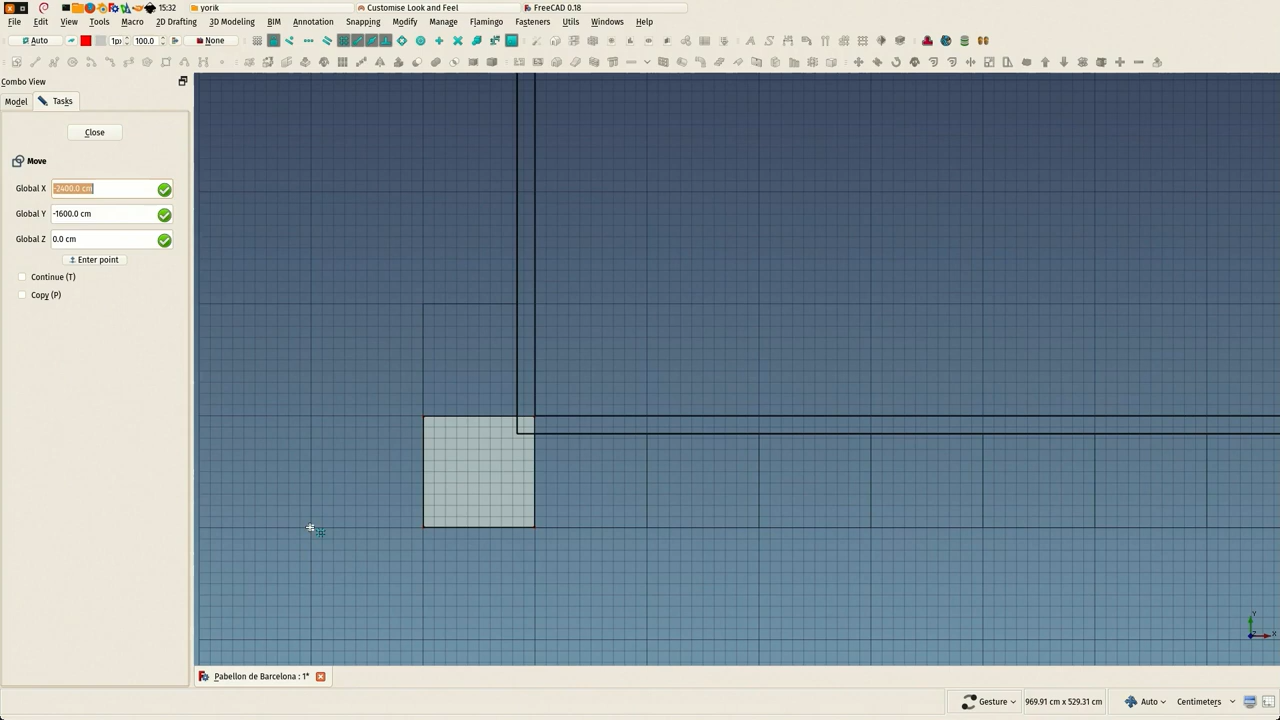 15:32 yorik Customise Look and Feel FreeCAD 0.18
File Edit View Tools Macro 2D Drafting 3D Modeling BIM Annotation Snapping Modify Manage Flamingo Fasteners Utils Windows Help
Auto 1px 100.0 None
Combo View
Model Tasks
Close
Move
Global X -2400.0 cm
Global Y -1600.0 cm
Global Z 0.0 cm
Enter point
Continue (T)
Copy (P)
Y
Z X
Pabellon de Barcelona : 1*
Gesture 969.91 cm x 529.31 cm Auto Centimeters